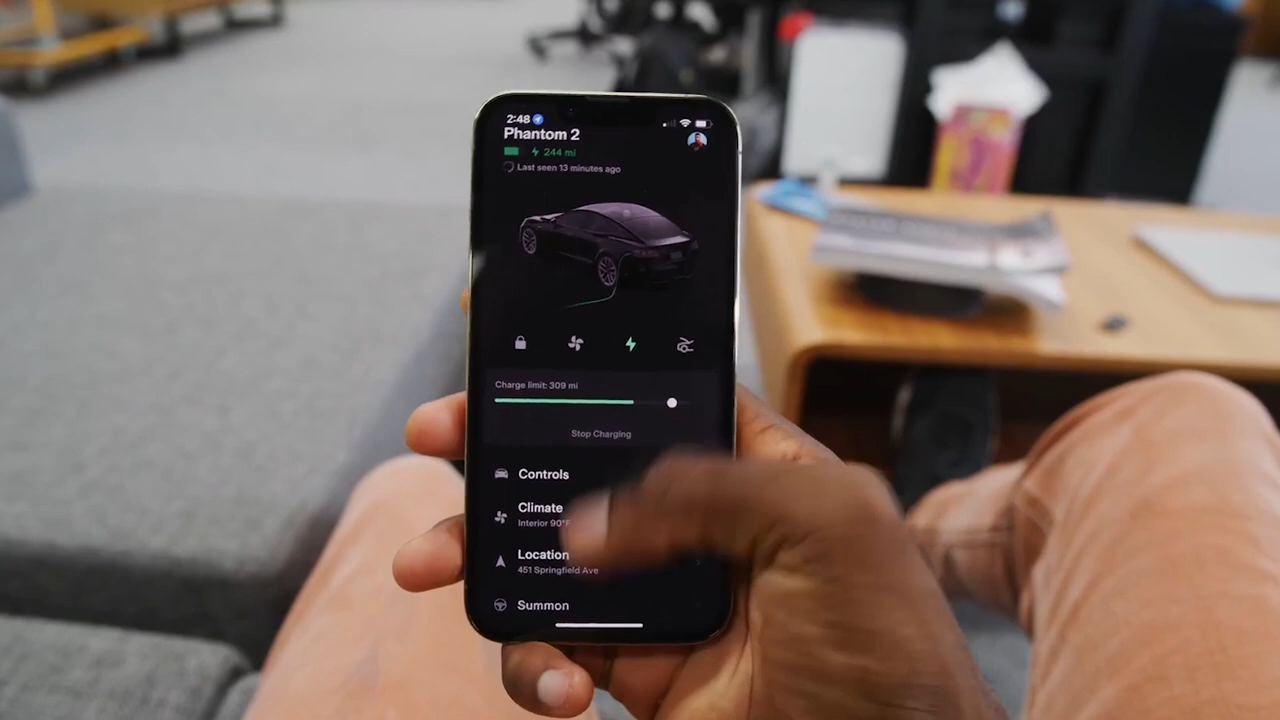 2:48
Phantom 2
244 mi
Last seen 13 minutes ago
Charge limit: 309 mi
Stop Charging
Controls
Climate
Interior 90°F
Location
451 Springfield Ave
Summon